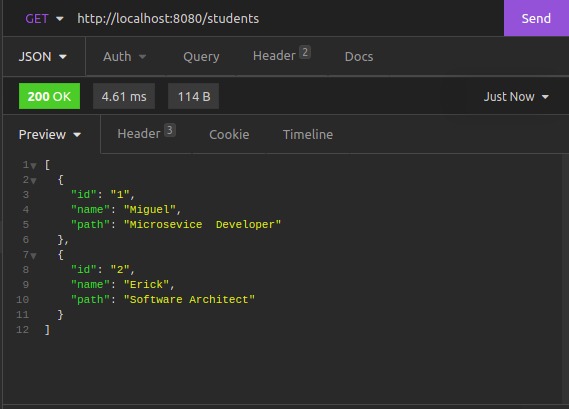 GET http://localhost:8080/students Send
JSON Auth Query Header 2 Docs
200 OK 4.61 ms 114 B Just Now
Preview Header 3 Cookie Timeline
1 [
2 {
3 "id": "1",
4 "name": "Miguel",
5 "path": "Microsevice  Developer"
6 },
7 {
8 "id": "2",
9 "name": "Erick",
10 "path": "Software Architect"
11 }
12 ]